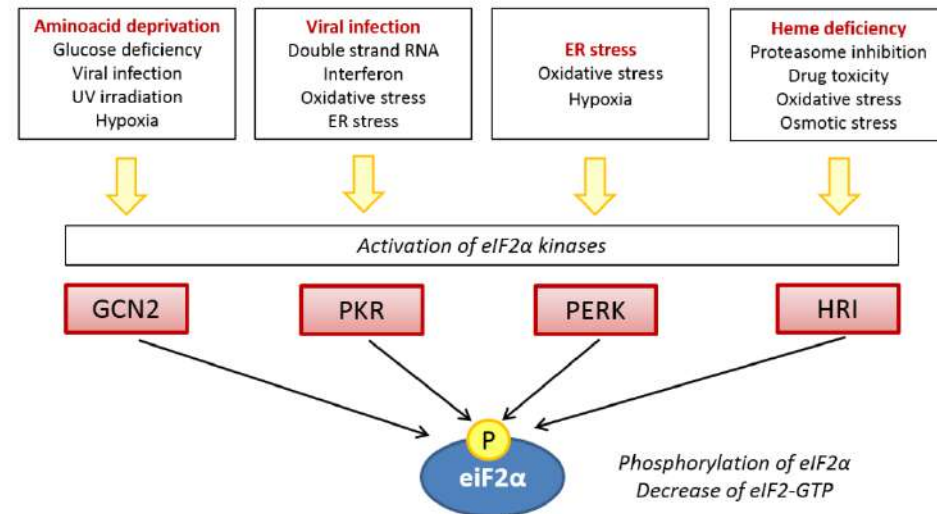 Aminoacid deprivation
Glucose deficiency
Viral infection
UV irradiation
Hypoxia
Viral infection
Double strand RNA
Interferon
Oxidative stress
ER stress
ER stress
Oxidative stress
Hypoxia
Heme deficiency
Proteasome inhibition
Drug toxicity
Oxidative stress
Osmotic stress
Activation of eIF2α kinases
GCN2
PKR
PERK
HRI
P
eiF2α
Phosphorylation of eIF2α
Decrease of eIF2-GTP